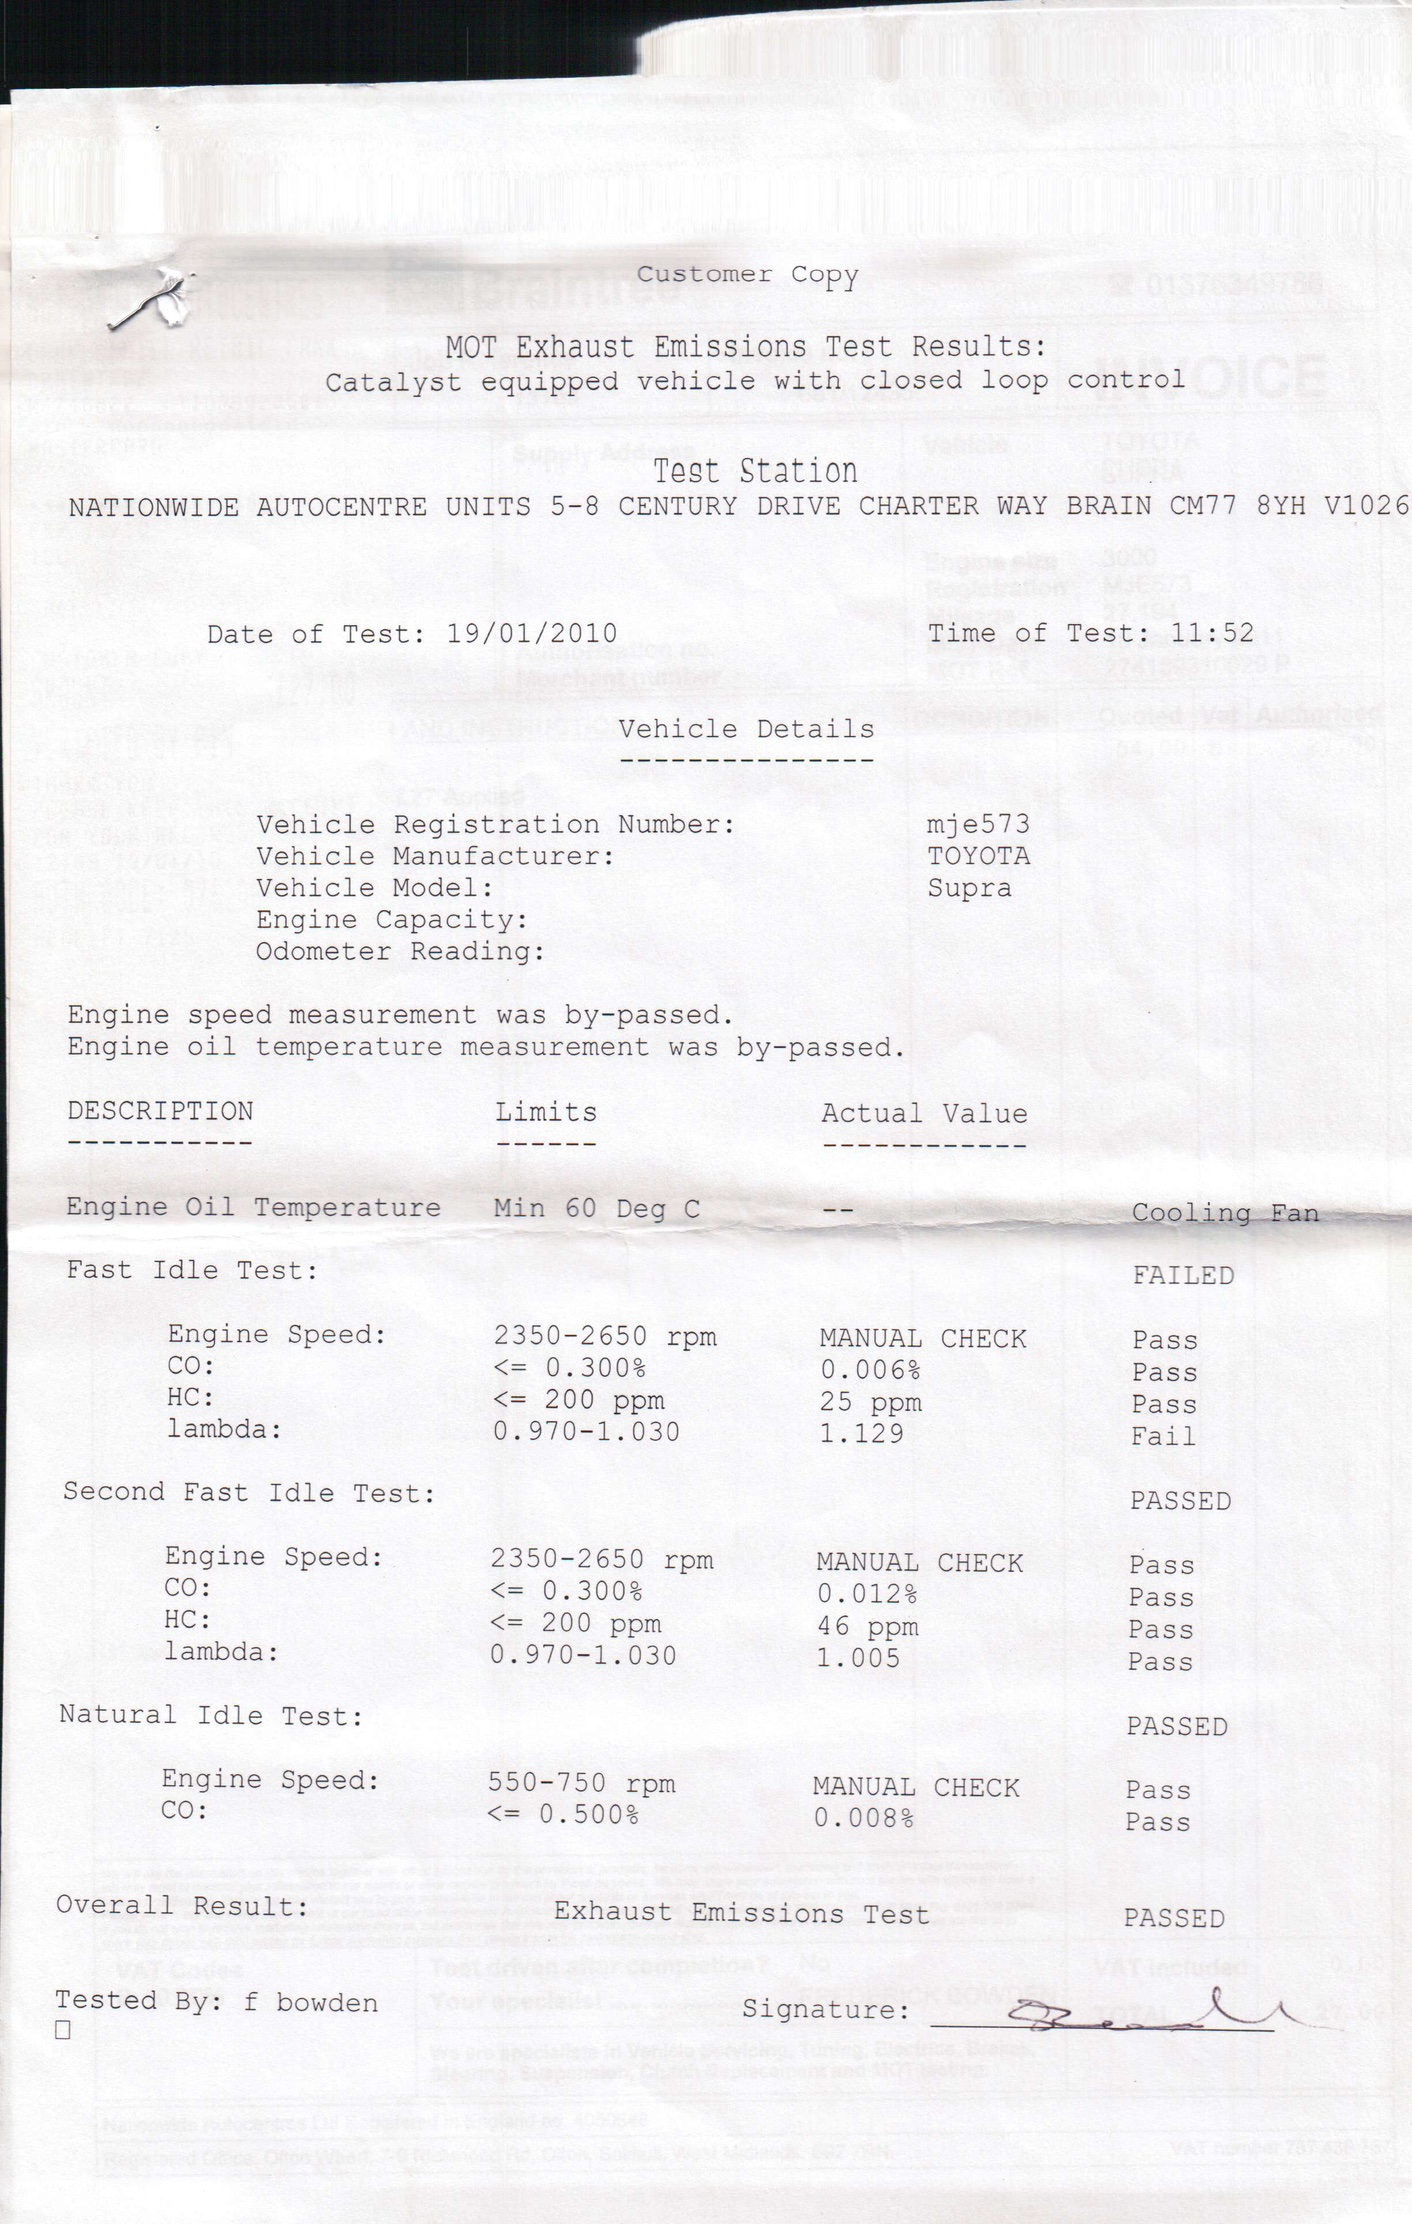 Customer Copy
MOT Exhaust Emissions Test Results:
Catalyst equipped vehicle with closed loop control
Test Station
NATIONWIDE AUTOCENTRE UNITS 5-8 CENTURY DRIVE CHARTER WAY BRAIN CM77 8YH V1026
Date of Test: 19/01/2010 Time of Test: 11:52
Vehicle Details
---------------
Vehicle Registration Number: mje573
Vehicle Manufacturer: TOYOTA
Vehicle Model: Supra
Engine Capacity:
Odometer Reading:
Engine speed measurement was by-passed.
Engine oil temperature measurement was by-passed.
DESCRIPTION Limits Actual Value
----------- ------ ------------
Engine Oil Temperature Min 60 Deg C -- Cooling Fan
Fast Idle Test: FAILED
Engine Speed: 2350-2650 rpm MANUAL CHECK Pass
CO: <= 0.300% 0.006% Pass
HC: <= 200 ppm 25 ppm Pass
lambda: 0.970-1.030 1.129 Fail
Second Fast Idle Test: PASSED
Engine Speed: 2350-2650 rpm MANUAL CHECK Pass
CO: <= 0.300% 0.012% Pass
HC: <= 200 ppm 46 ppm Pass
lambda: 0.970-1.030 1.005 Pass
Natural Idle Test: PASSED
Engine Speed: 550-750 rpm MANUAL CHECK Pass
CO: <= 0.500% 0.008% Pass
Overall Result: Exhaust Emissions Test PASSED
Tested By: f bowden Signature: